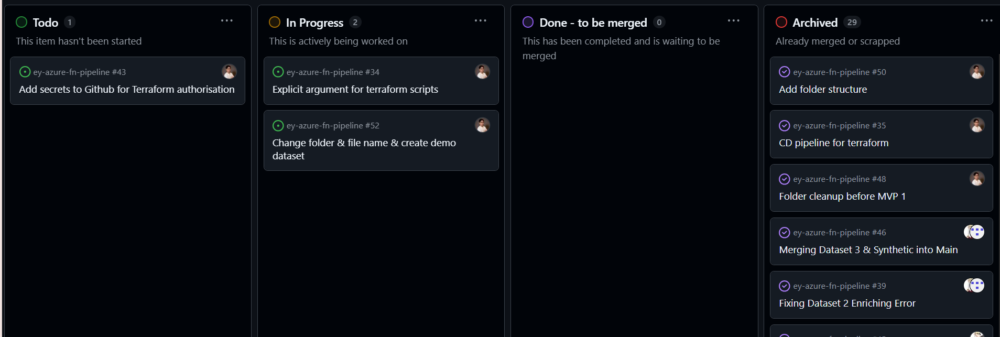 Todo 1
This item hasn't been started
ey-azure-fn-pipeline #43
Add secrets to Github for Terraform authorisation
In Progress 2
This is actively being worked on
ey-azure-fn-pipeline #34
Explicit argument for terraform scripts
ey-azure-fn-pipeline #52
Change folder & file name & create demo
dataset
Done - to be merged 0
This has been completed and is waiting to be
merged
Archived 29
Already merged or scrapped
ey-azure-fn-pipeline #50
Add folder structure
ey-azure-fn-pipeline #35
CD pipeline for terraform
ey-azure-fn-pipeline #48
Folder cleanup before MVP 1
ey-azure-fn-pipeline #46
Merging Dataset 3 & Synthetic into Main
ey-azure-fn-pipeline #39
Fixing Dataset 2 Enriching Error